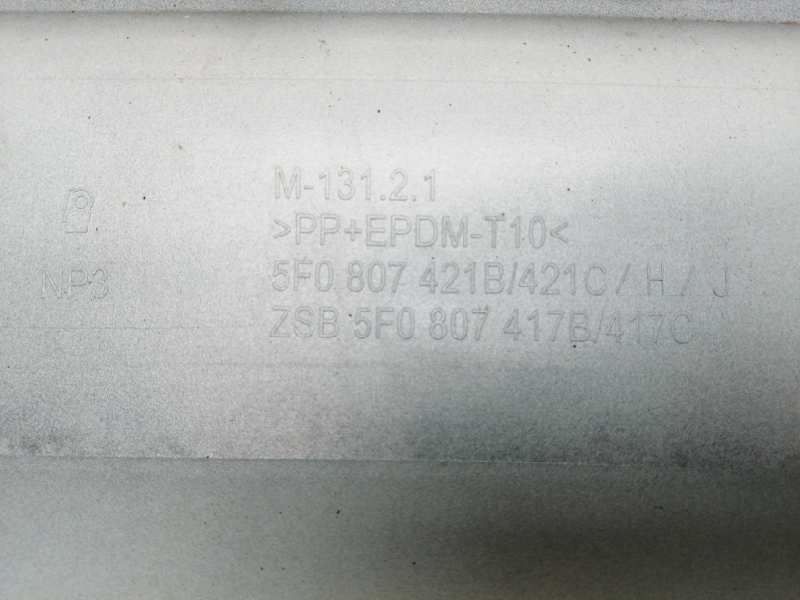 M-131.2.1
>PP+EPDM-T10<
NP3
5F0 807 421B/421C / H / J
ZSB 5F0 807 417B/417C